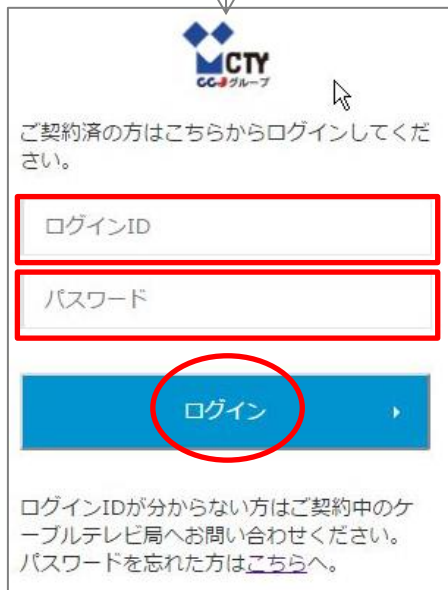 CTY
CCJグループ
ご契約済の方はこちらからログインしてくだ
さい。
ログインID
パスワード
ログイン
ログインIDが分からない方はご契約中のケ
ーブルテレビ局へお問い合わせください。
パスワードを忘れた方はこちらへ。